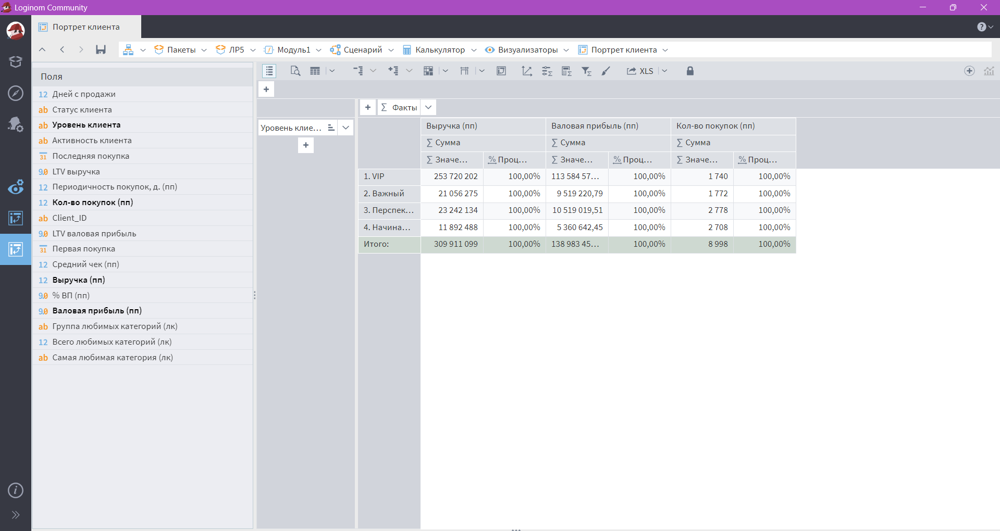 Loginom Community
Портрет клиента
Пакеты ЛР5 Модуль1 Сценарий Калькулятор Визуализаторы Портрет клиента
Поля
12 Дней с продажи
ab Статус клиента
ab Уровень клиента
ab Активность клиента
31 Последняя покупка
9.0 LTV выручка
12 Периодичность покупок, д. (пп)
12 Кол-во покупок (пп)
ab Client_ID
9.0 LTV валовая прибыль
31 Первая покупка
12 Средний чек (пп)
12 Выручка (пп)
9.0 % ВП (пп)
9.0 Валовая прибыль (пп)
ab Группа любимых категорий (лк)
12 Всего любимых категорий (лк)
ab Самая любимая категория (лк)
XLS
+
+ Σ Факты
Уровень клие...
+
Выручка (пп) Валовая прибыль (пп) Кол-во покупок (пп)
Σ Сумма Σ Сумма Σ Сумма
Σ Значе... % Проц... Σ Значе... % Проц... Σ Значе... % Проц...
1. VIP 253 720 202 100,00% 113 584 57... 100,00% 1 740 100,00%
2. Важный 21 056 275 100,00% 9 519 220,79 100,00% 1 772 100,00%
3. Перспек... 23 242 134 100,00% 10 519 019,51 100,00% 2 778 100,00%
4. Начина... 11 892 488 100,00% 5 360 642,45 100,00% 2 708 100,00%
Итого: 309 911 099 100,00% 138 983 45... 100,00% 8 998 100,00%